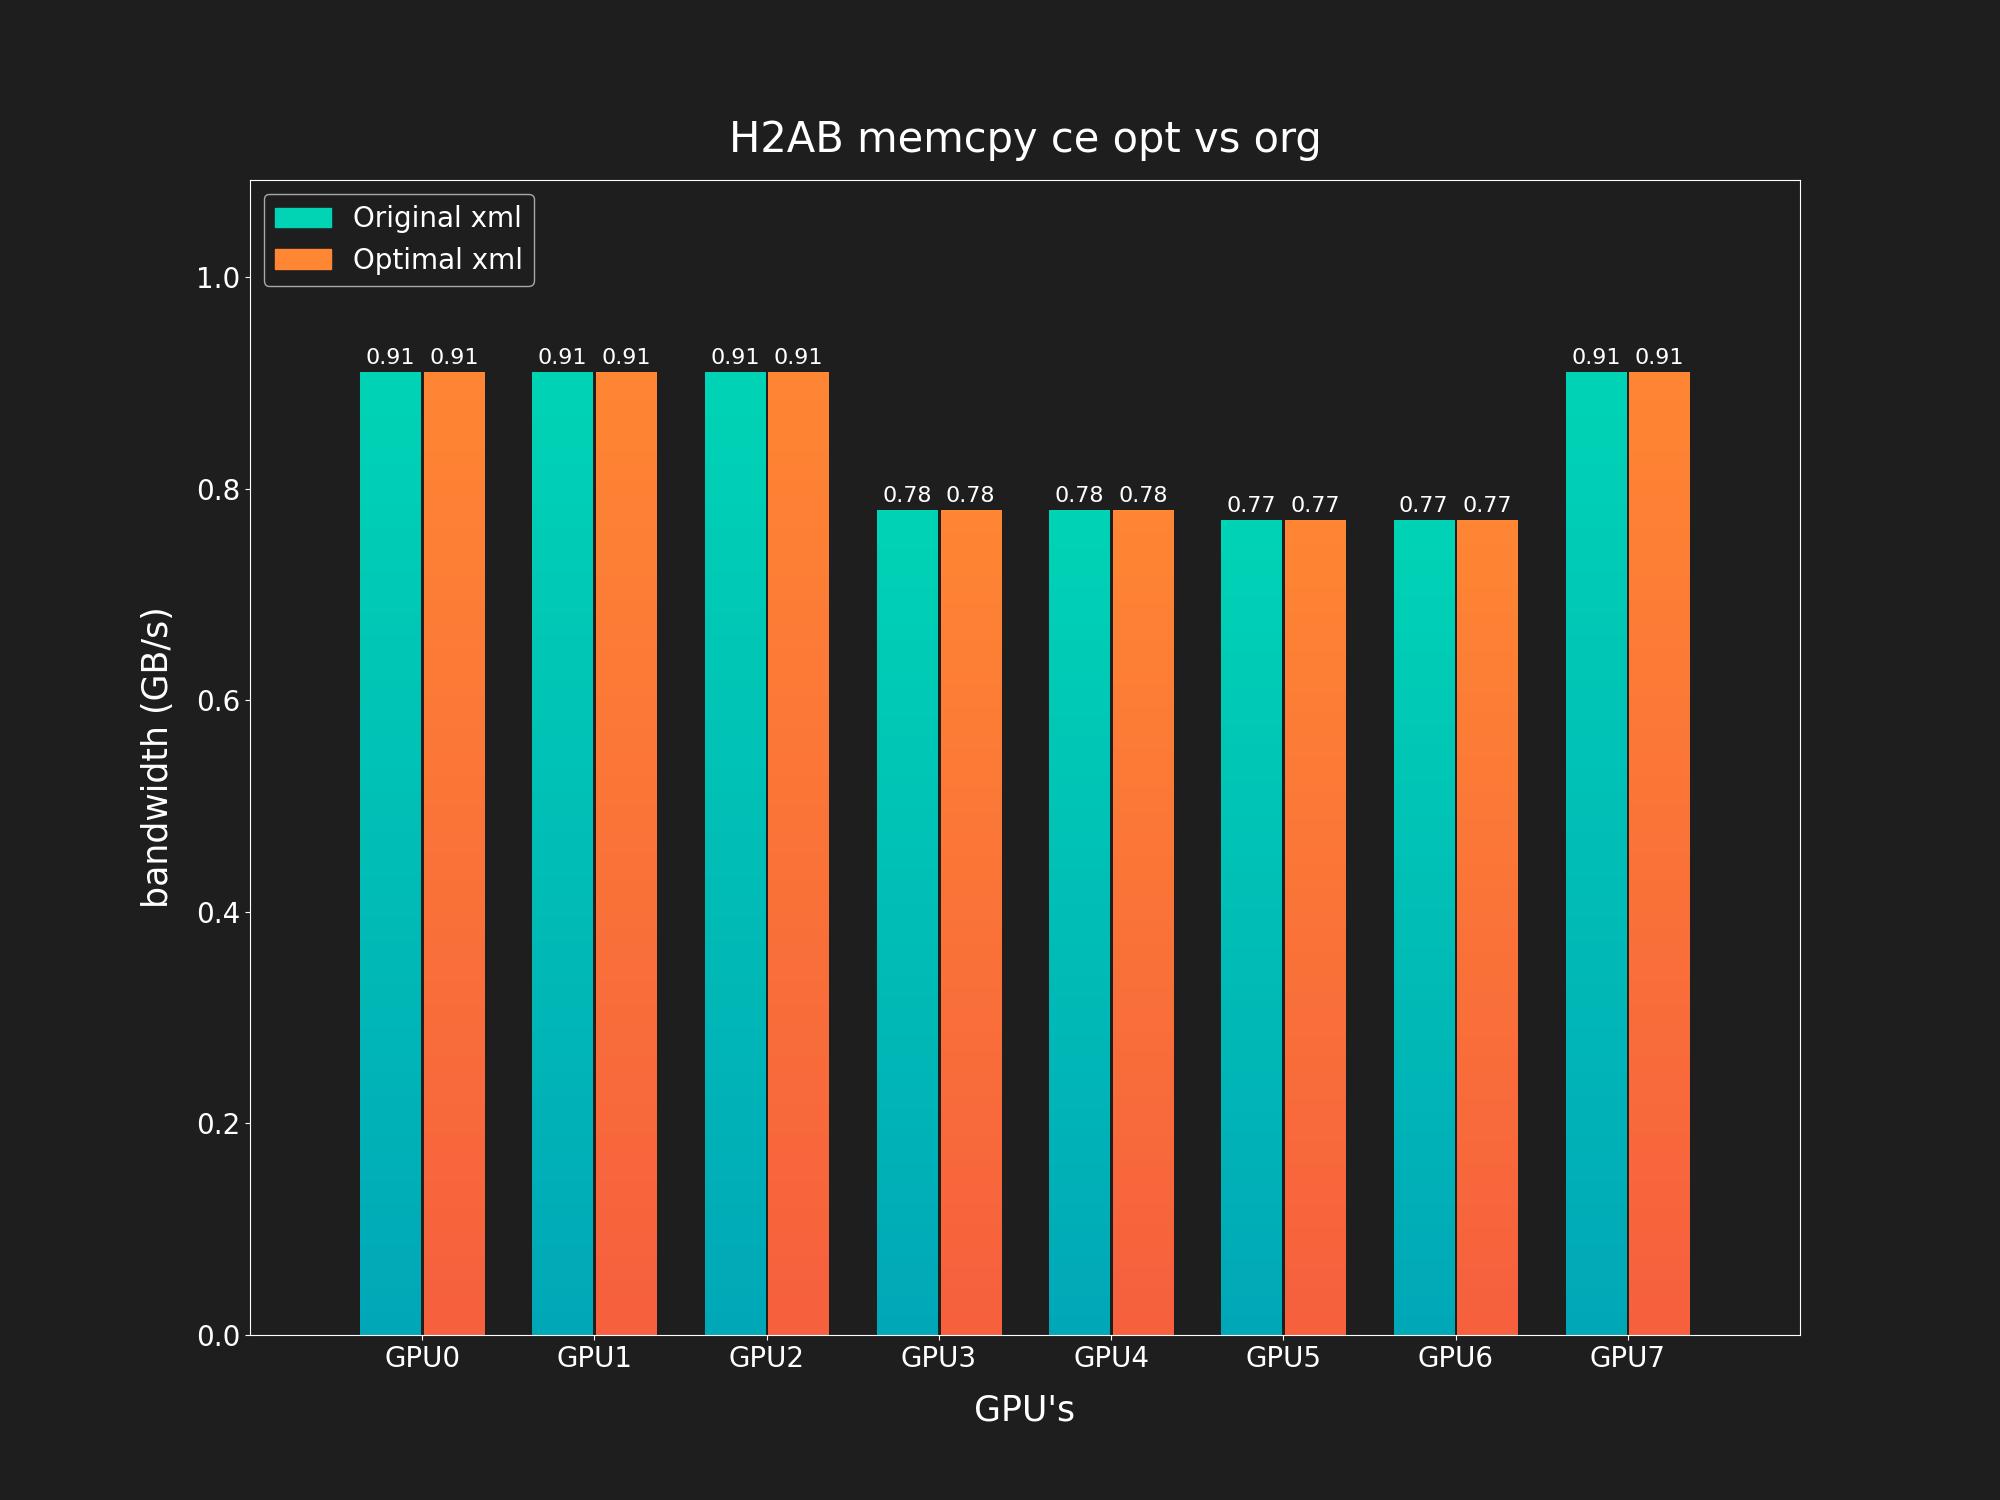 H2AB memcpy ce opt vs org
Original xml
Optimal xml
bandwidth (GB/s)
1.0
0.8
0.6
0.4
0.2
0.0
0.91 0.91 0.91 0.91 0.91 0.91 0.78 0.78 0.78 0.78 0.77 0.77 0.77 0.77 0.91 0.91
GPU0 GPU1 GPU2 GPU3 GPU4 GPU5 GPU6 GPU7
GPU's